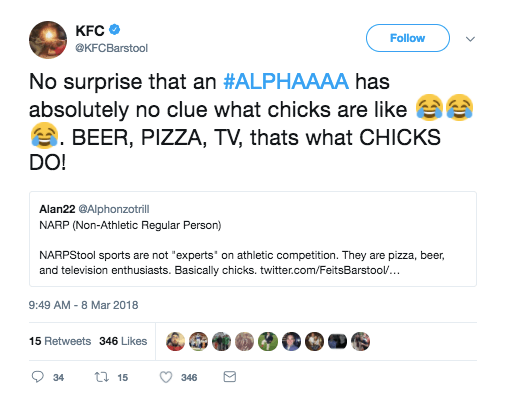 KFC
@KFCBarstool
Follow
No surprise that an #ALPHAAAA has
absolutely no clue what chicks are like 😂😂
😂. BEER, PIZZA, TV, thats what CHICKS
DO!
Alan22 @Alphonzotrill
NARP (Non-Athletic Regular Person)
NARPStool sports are not "experts" on athletic competition. They are pizza, beer,
and television enthusiasts. Basically chicks. twitter.com/FeitsBarstool/…
9:49 AM - 8 Mar 2018
15 Retweets 346 Likes
34 15 346